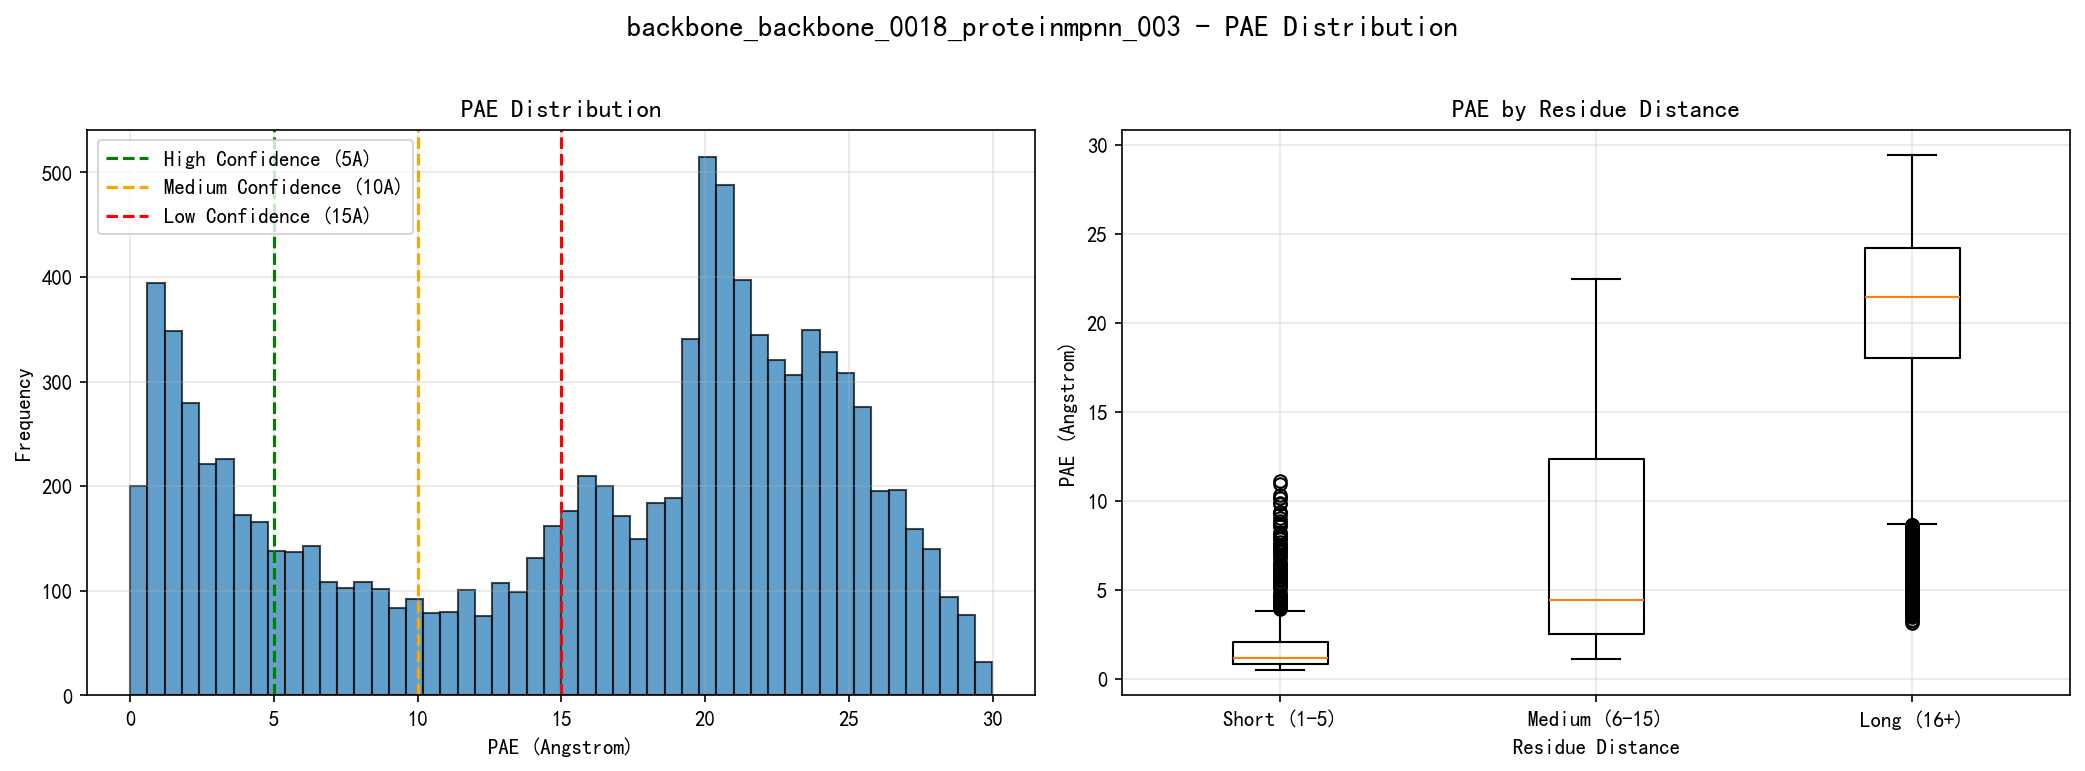 backbone_backbone_0018_proteinmpnn_003 - PAE Distribution
PAE Distribution
High Confidence (5A)
Medium Confidence (10A)
Low Confidence (15A)
Frequency
500
400
300
200
100
0
0 5 10 15 20 25 30
PAE (Angstrom)
PAE by Residue Distance
PAE (Angstrom)
30
25
20
15
10
5
0
Short (1-5) Medium (6-15) Long (16+)
Residue Distance